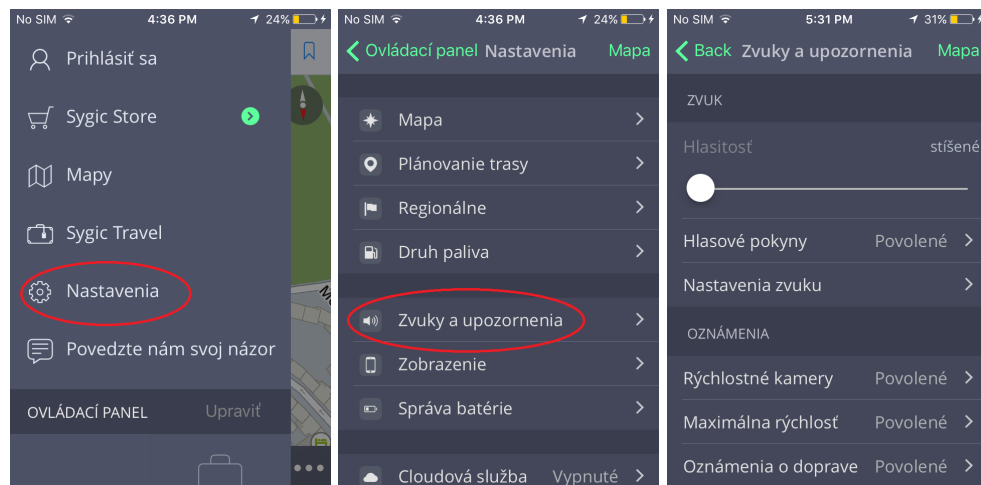 No SIM 4:36 PM 24%
Prihlásiť sa
Sygic Store
Mapy
Sygic Travel
Nastavenia
Povedzte nám svoj názor
OVLÁDACÍ PANEL Upraviť
No SIM 4:36 PM 24%
Ovládací panel Nastavenia Mapa
Mapa
Plánovanie trasy
Regionálne
Druh paliva
Zvuky a upozornenia
Zobrazenie
Správa batérie
Cloudová služba Vypnuté
No SIM 5:31 PM 31%
Back Zvuky a upozornenia Mapa
ZVUK
Hlasitosť stíšené
Hlasové pokyny Povolené
Nastavenia zvuku
OZNÁMENIA
Rýchlostné kamery Povolené
Maximálna rýchlosť Povolené
Oznámenia o doprave Povolené